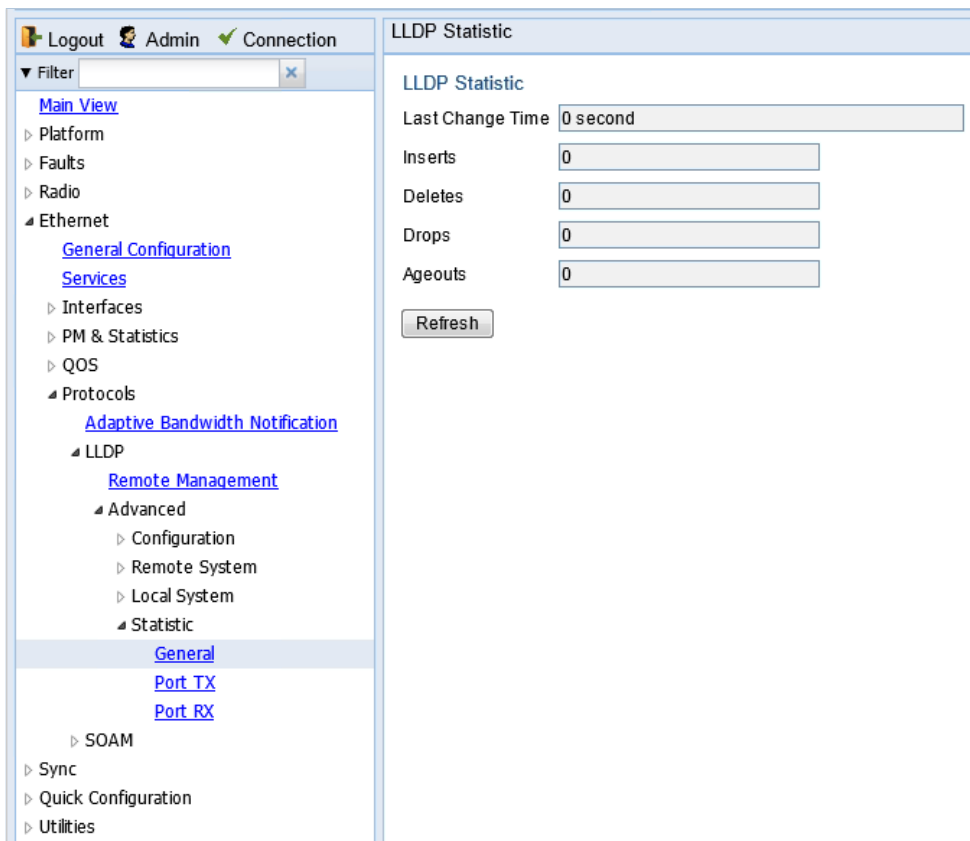 Logout Admin Connection
Filter
Main View
Platform
Faults
Radio
Ethernet
General Configuration
Services
Interfaces
PM & Statistics
QOS
Protocols
Adaptive Bandwidth Notification
LLDP
Remote Management
Advanced
Configuration
Remote System
Local System
Statistic
General
Port TX
Port RX
SOAM
Sync
Quick Configuration
Utilities
LLDP Statistic
LLDP Statistic
Last Change Time 0 second
Inserts 0
Deletes 0
Drops 0
Ageouts 0
Refresh